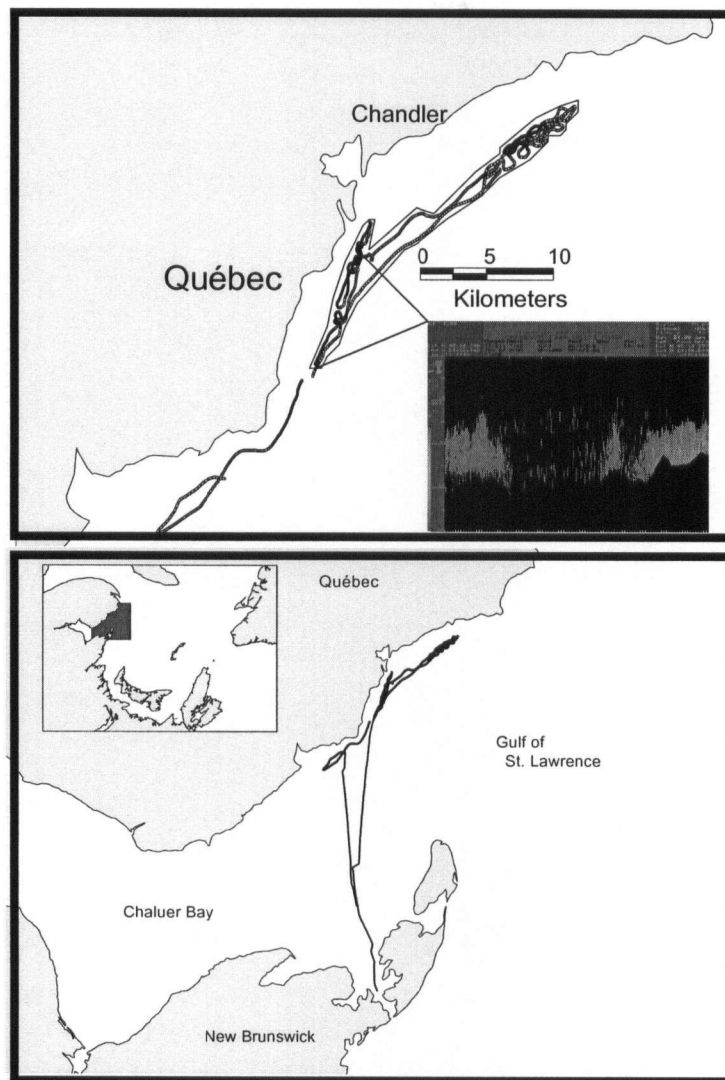 Chandler
Québec
0 5 10
Kilometers
Québec
Gulf of
St. Lawrence
Chaluer Bay
New Brunswick